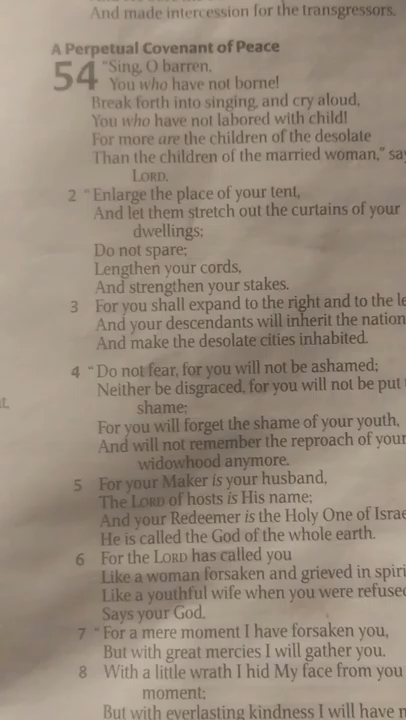 And made intercession for the transgressors.
A Perpetual Covenant of Peace
54 "Sing, O barren,
You who have not borne!
Break forth into singing, and cry aloud,
You who have not labored with child!
For more are the children of the desolate
Than the children of the married woman," say
LORD.
2 "Enlarge the place of your tent,
And let them stretch out the curtains of your
dwellings;
Do not spare;
Lengthen your cords,
And strengthen your stakes.
3 For you shall expand to the right and to the le
And your descendants will inherit the nation
And make the desolate cities inhabited.
4 "Do not fear, for you will not be ashamed;
Neither be disgraced, for you will not be put
shame;
For you will forget the shame of your youth,
And will not remember the reproach of your
widowhood anymore.
5 For your Maker is your husband,
The LORD of hosts is His name;
And your Redeemer is the Holy One of Israe
He is called the God of the whole earth.
6 For the LORD has called you
Like a woman forsaken and grieved in spiri
Like a youthful wife when you were refused
Says your God.
7 "For a mere moment I have forsaken you,
But with great mercies I will gather you.
8 With a little wrath I hid My face from you
moment;
But with everlasting kindness I will have